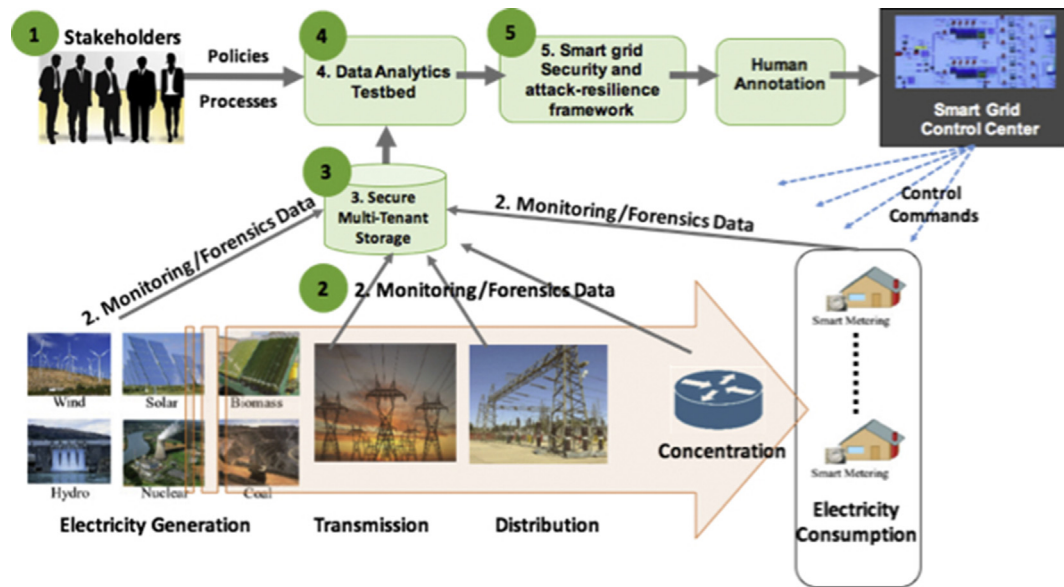 1
Stakeholders
Policies
Processes
4
4. Data Analytics
Testbed
5
5. Smart grid
Security and
attack-resilience
framework
Human
Annotation
Smart Grid
Control Center
Control
Commands
3
3. Secure
Multi-Tenant
Storage
2. Monitoring/Forensics Data
2. Monitoring/Forensics Data
2
2. Monitoring/Forensics Data
Wind
Solar
Biomass
Hydro
Nuclear
Coal
Electricity Generation
Transmission
Distribution
Concentration
Smart Metering
Smart Metering
Electricity
Consumption